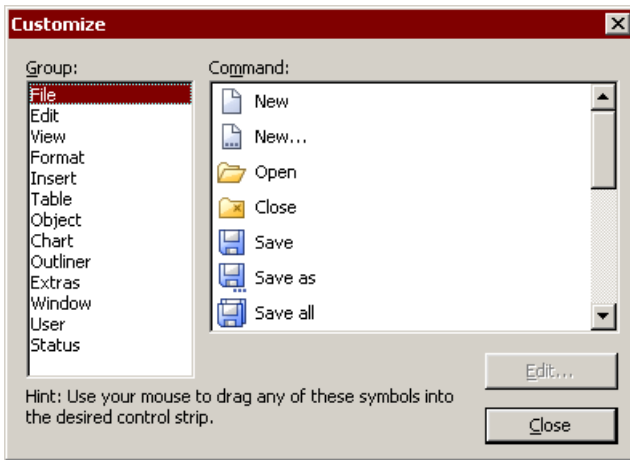 Customize
Group:
Command:
File
Edit
View
Format
Insert
Table
Object
Chart
Outliner
Extras
Window
User
Status
New
New...
Open
Close
Save
Save as
Save all
Edit...
Hint: Use your mouse to drag any of these symbols into
the desired control strip.
Close